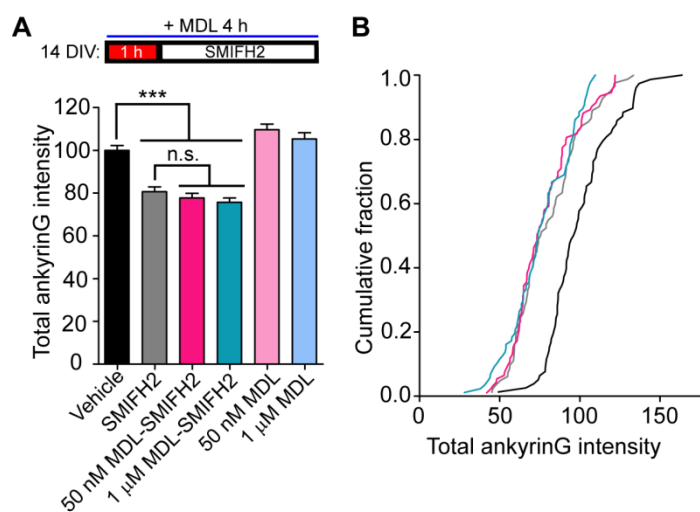 A
+ MDL 4 h
14 DIV:
1 h
SMIFH2
Total ankyrinG intensity
120
100
80
60
40
20
0
***
n.s.
Vehicle
SMIFH2
50 nM MDL-SMIFH2
1 μM MDL-SMIFH2
50 nM MDL
1 μM MDL
B
Cumulative fraction
1.0
0.8
0.6
0.4
0.2
0.0
0
50
100
150
Total ankyrinG intensity